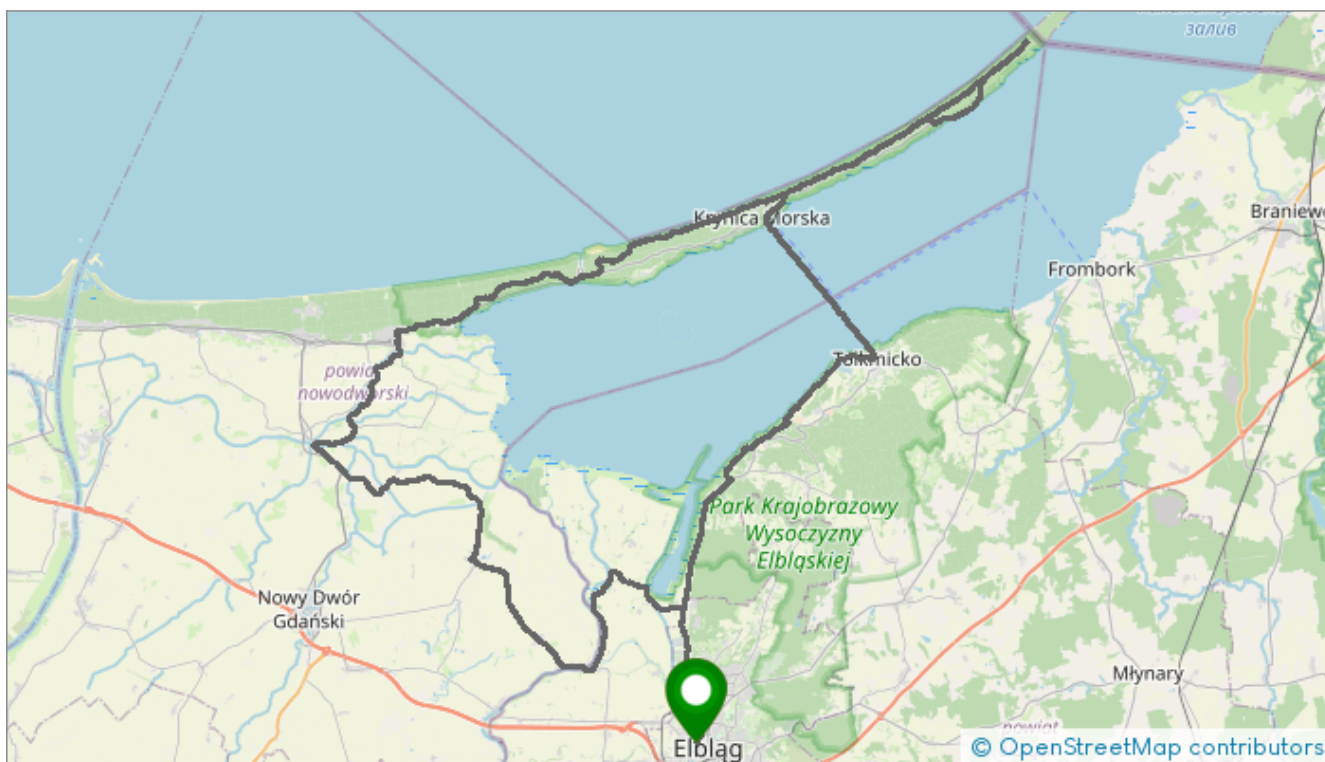 залив
Krynica Morska
Braniewo
Frombork
Tolkmicko
powiat
nowodworski
Park Krajobrazowy
Wysoczyzny
Elbląskiej
Nowy Dwór
Gdański
Młynary
powiat
Elbląg
© OpenStreetMap contributors